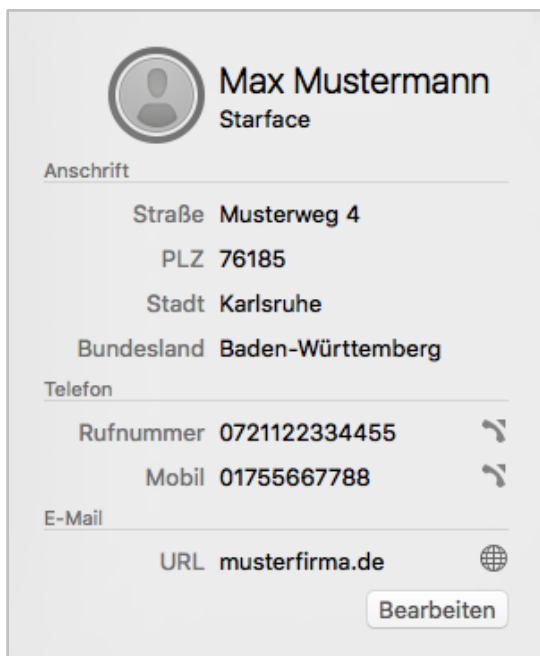 Max Mustermann
Starface
Anschrift
Straße Musterweg 4
PLZ 76185
Stadt Karlsruhe
Bundesland Baden-Württemberg
Telefon
Rufnummer 0721122334455
Mobil 01755667788
E-Mail
URL musterfirma.de
Bearbeiten